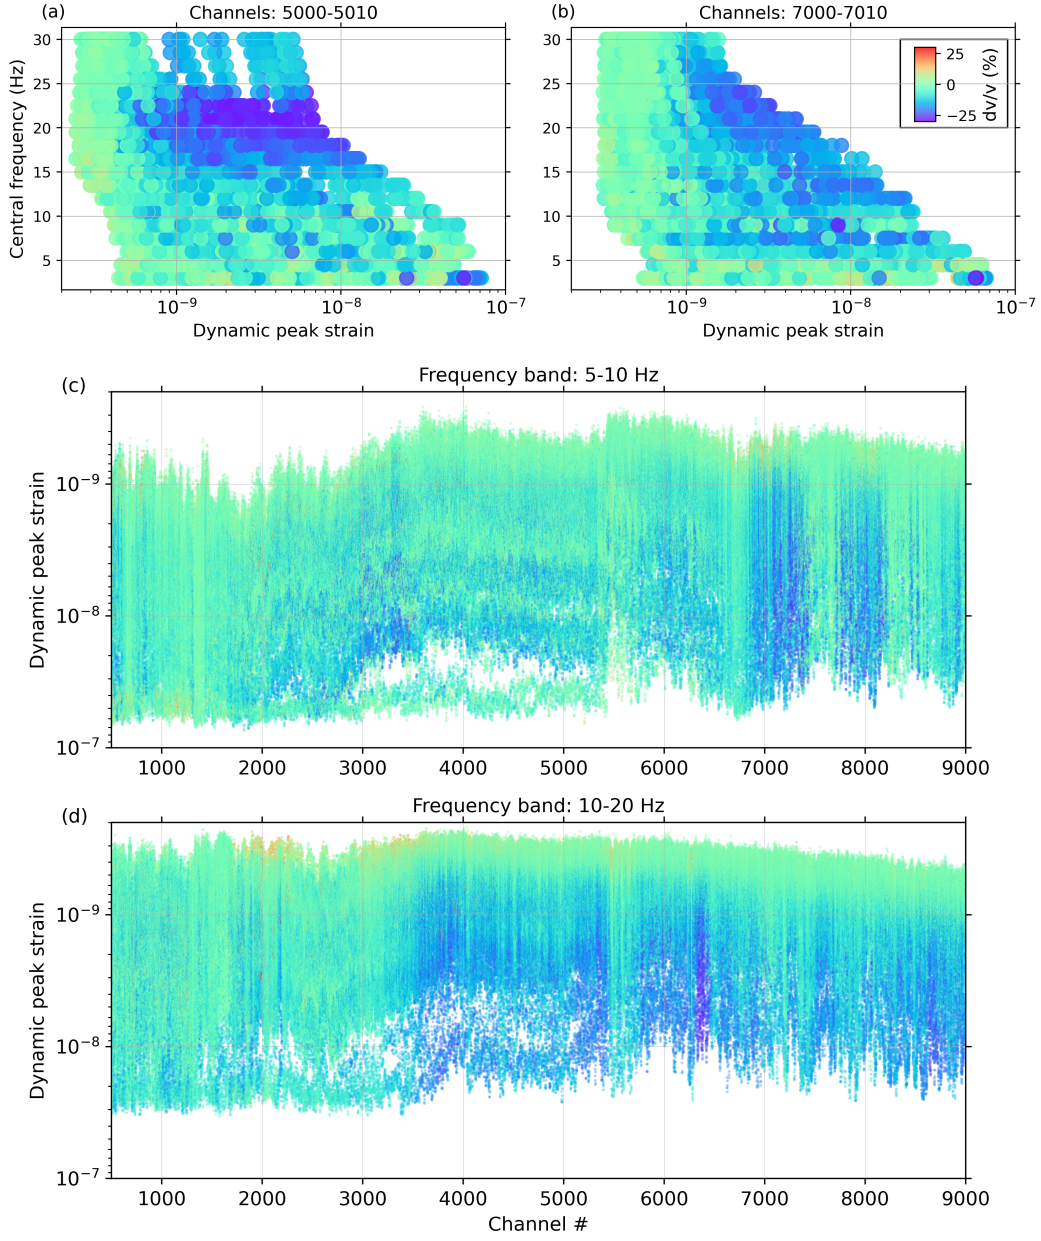 (a) Channels: 5000-5010
30
25
20
15
10
5
Central frequency (Hz)
10⁻⁹ 10⁻⁸ 10⁻⁷
Dynamic peak strain
(b) Channels: 7000-7010
30
25
20
15
10
5
25
0
−25
dv/v (%)
10⁻⁹ 10⁻⁸ 10⁻⁷
Dynamic peak strain
(c) Frequency band: 5-10 Hz
10⁻⁹
10⁻⁸
10⁻⁷
Dynamic peak strain
1000 2000 3000 4000 5000 6000 7000 8000 9000
(d) Frequency band: 10-20 Hz
10⁻⁹
10⁻⁸
10⁻⁷
Dynamic peak strain
1000 2000 3000 4000 5000 6000 7000 8000 9000
Channel #